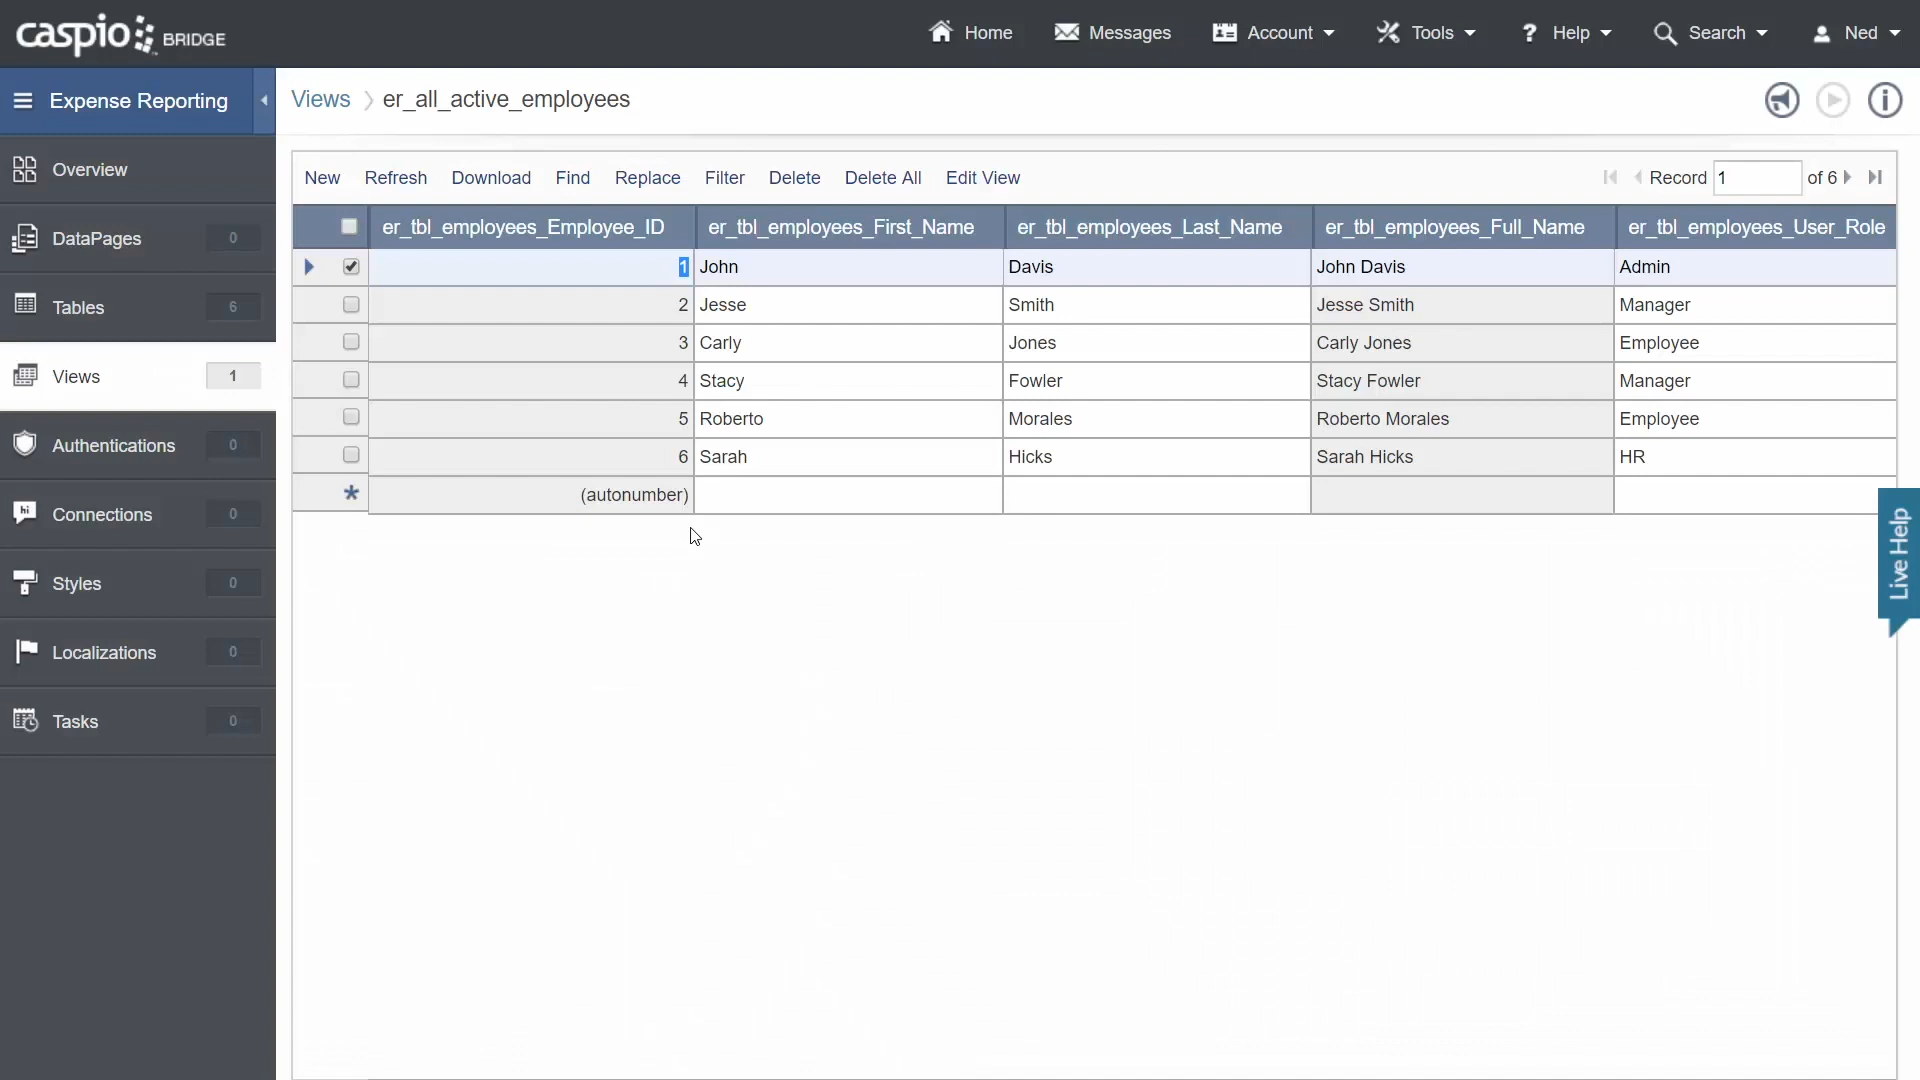 caspio BRIDGE
Home Messages Account Tools ? Help Search Ned
Expense Reporting
Views er_all_active_employees
Overview
DataPages 0
Tables 6
Views 1
Authentications 0
hi Connections 0
Styles 0
Localizations 0
Tasks 0
New Refresh Download Find Replace Filter Delete Delete All Edit View Record 1 of 6
er_tbl_employees_Employee_ID er_tbl_employees_First_Name er_tbl_employees_Last_Name er_tbl_employees_Full_Name er_tbl_employees_User_Role
1 John Davis John Davis Admin
2 Jesse Smith Jesse Smith Manager
3 Carly Jones Carly Jones Employee
4 Stacy Fowler Stacy Fowler Manager
5 Roberto Morales Roberto Morales Employee
6 Sarah Hicks Sarah Hicks HR
* (autonumber)
Live Help